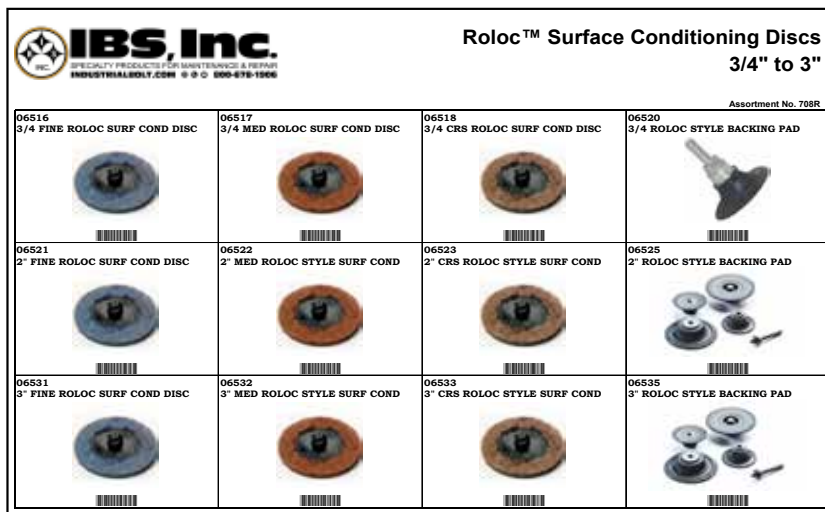 IBS, Inc.
INC.
SPECIALTY PRODUCTS FOR MAINTENANCE & REPAIR
INDUSTRIALBOLT.COM 800-678-1906
Roloc™ Surface Conditioning Discs
3/4" to 3"
Assortment No. 708R
06516
3/4 FINE ROLOC SURF COND DISC
06517
3/4 MED ROLOC SURF COND DISC
06518
3/4 CRS ROLOC SURF COND DISC
06520
3/4 ROLOC STYLE BACKING PAD
06521
2" FINE ROLOC SURF COND DISC
06522
2" MED ROLOC STYLE SURF COND
06523
2" CRS ROLOC STYLE SURF COND
06525
2" ROLOC STYLE BACKING PAD
06531
3" FINE ROLOC SURF COND DISC
06532
3" MED ROLOC STYLE SURF COND
06533
3" CRS ROLOC STYLE SURF COND
06535
3" ROLOC STYLE BACKING PAD